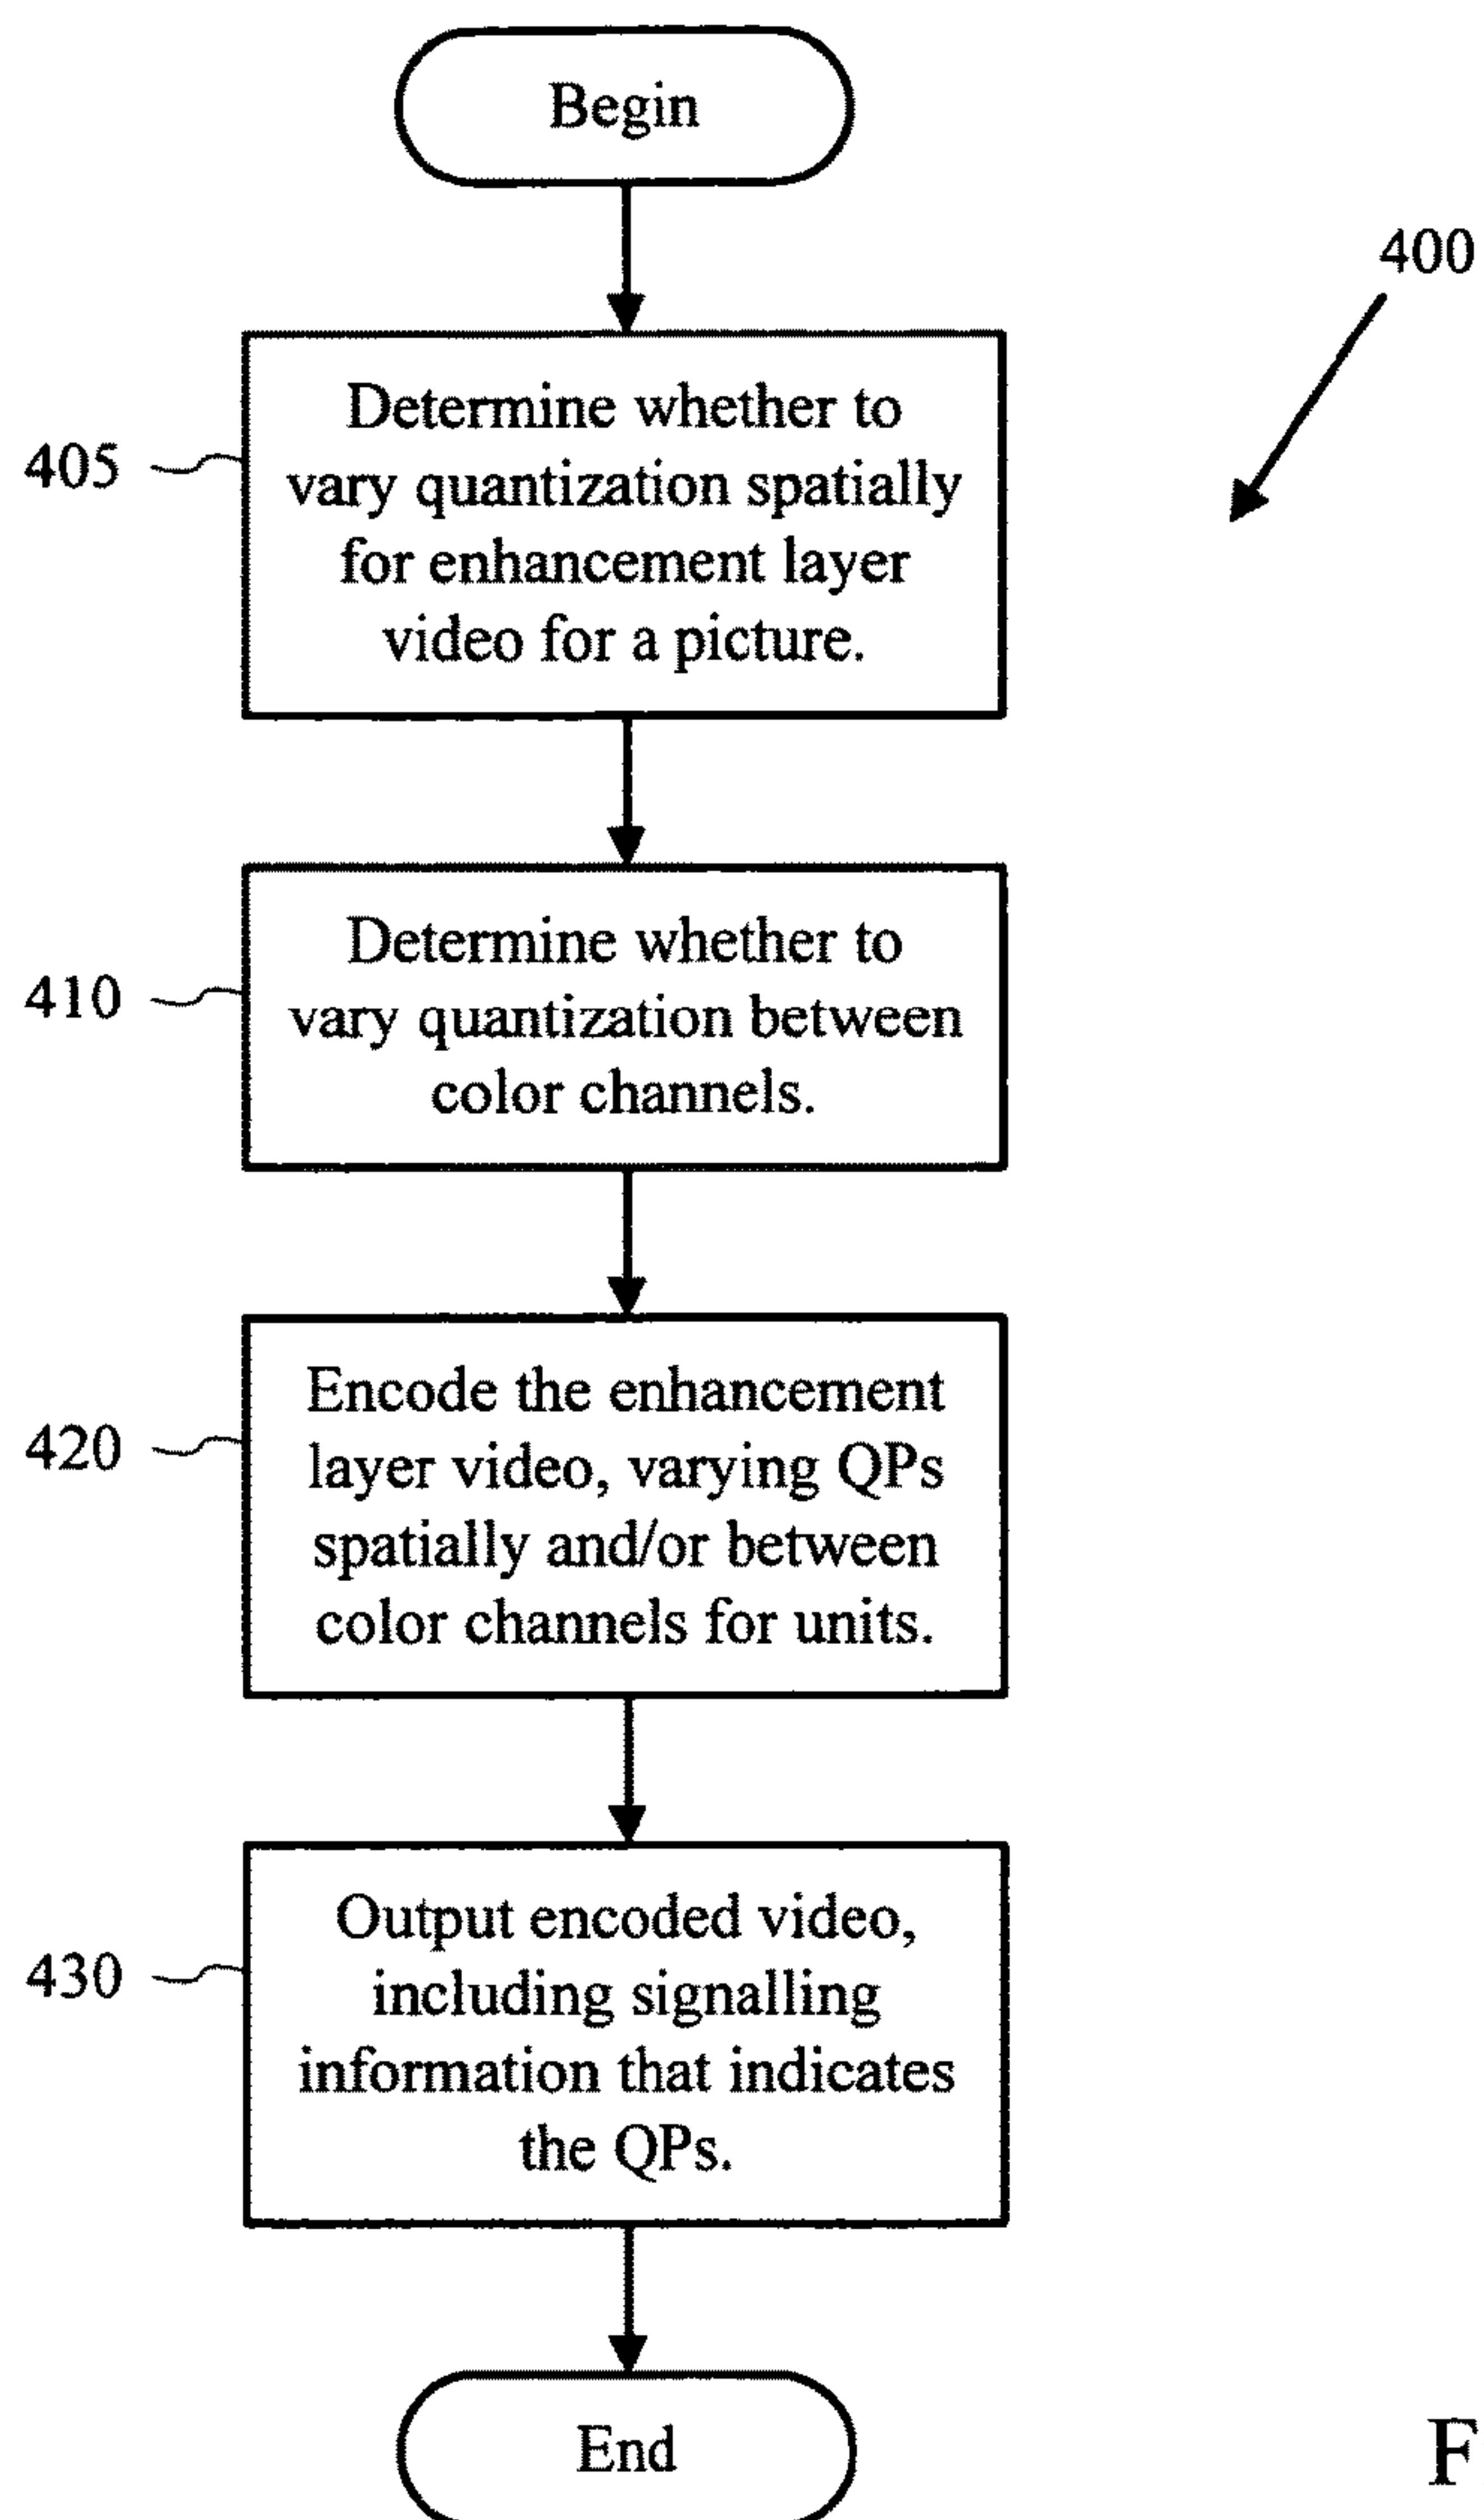 Begin
400
405
Determine whether to
vary quantization spatially
for enhancement layer
video for a picture.
410
Determine whether to
vary quantization between
color channels.
420
Encode the enhancement
layer video, varying QPs
spatially and/or between
color channels for units.
430
Output encoded video,
including signalling
information that indicates
the QPs.
End
F